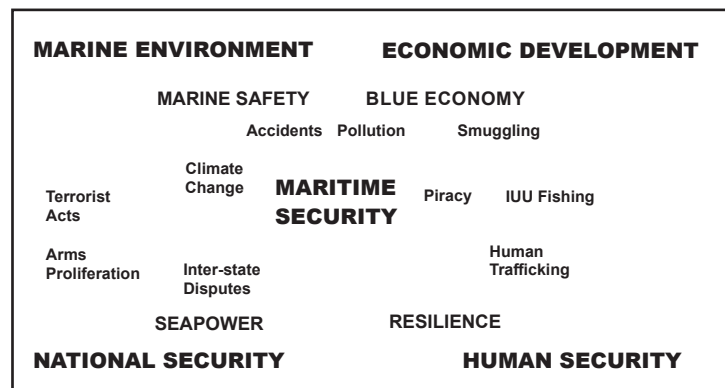 MARINE ENVIRONMENT
ECONOMIC DEVELOPMENT
MARINE SAFETY
BLUE ECONOMY
Accidents
Pollution
Smuggling
Climate
Change
MARITIME
SECURITY
Terrorist
Acts
Piracy
IUU Fishing
Arms
Proliferation
Inter-state
Disputes
Human
Trafficking
SEAPOWER
RESILIENCE
NATIONAL SECURITY
HUMAN SECURITY